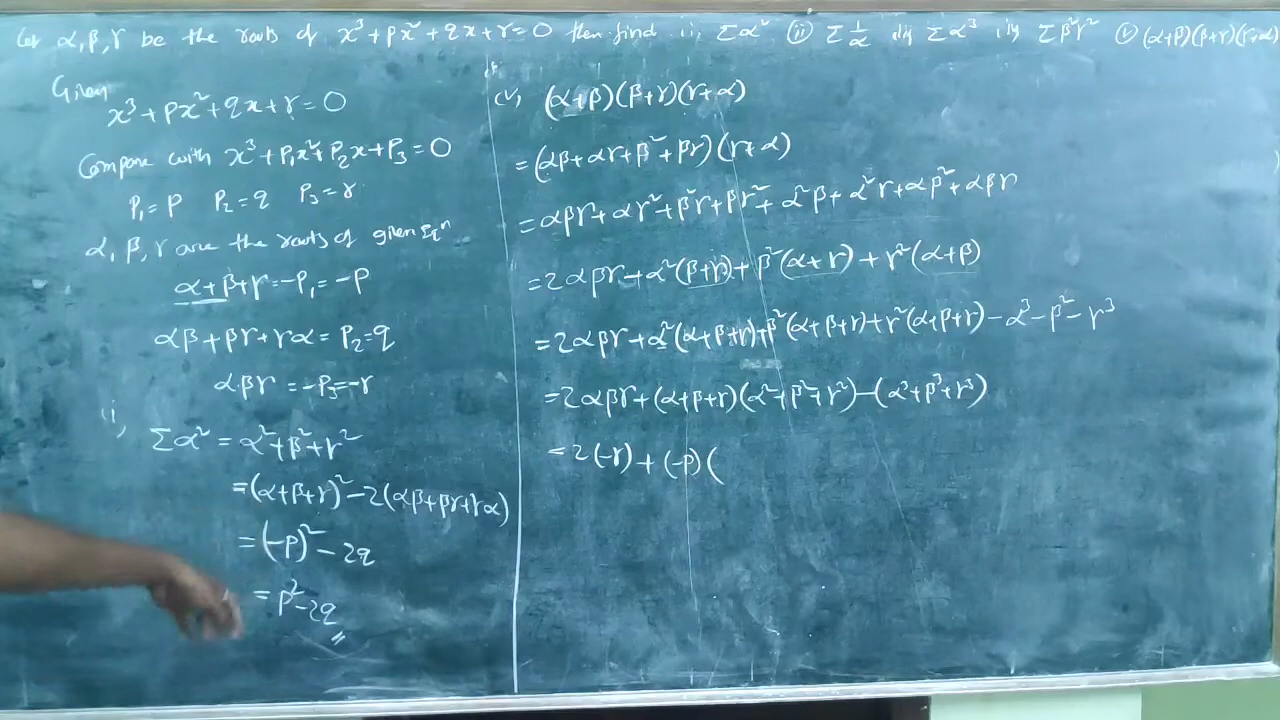 Let α, β, γ be the roots of x³+px²+qx+r=0 then find i, Σα² (ii) Σ1/α iii, Σα³ iv, Σβ²γ² (v) (α+β)(β+γ)(γ+α)
Given
x³+px²+qx+r=0
Compare with x³+P₁x²+P₂x+P₃=0
P₁=P P₂=q P₃=r
α, β, γ are the roots of given Eqⁿ
α+β+γ=-P₁=-P
αβ+βγ+γα=P₂=q
αβγ=-P₃=-r
i,
Σα²=α²+β²+γ²
=(α+β+γ)²-2(αβ+βγ+γα)
=(-P)²-2q
=P²-2q
(v, (α+β)(β+γ)(γ+α)
=(αβ+αγ+β²+βγ)(γ+α)
=αβγ+αγ²+β²γ+βγ²+α²β+α²γ+αβ²+αβγ
=2αβγ+α²(β+γ)+β²(α+γ)+γ²(α+β)
=2αβγ+α²(α+β+γ)+β²(α+β+γ)+γ²(α+β+γ)-α³-β²-γ³
=2αβγ+(α+β+γ)(α²+β²+γ²)-(α³+β³+γ³)
=2(-r)+(-P)(